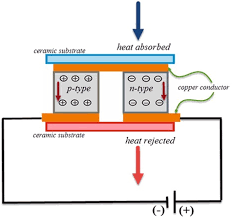 ceramic substrate
heat absorbed
p-type
n-type
copper conductor
ceramic substrate
heat rejected
(-)
(+)